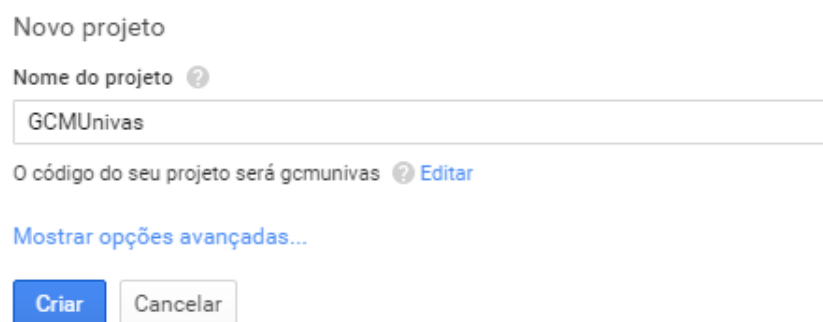 Novo projeto
Nome do projeto ?
GCMUnivas
O código do seu projeto será gcmunivas ? Editar
Mostrar opções avançadas...
Criar Cancelar